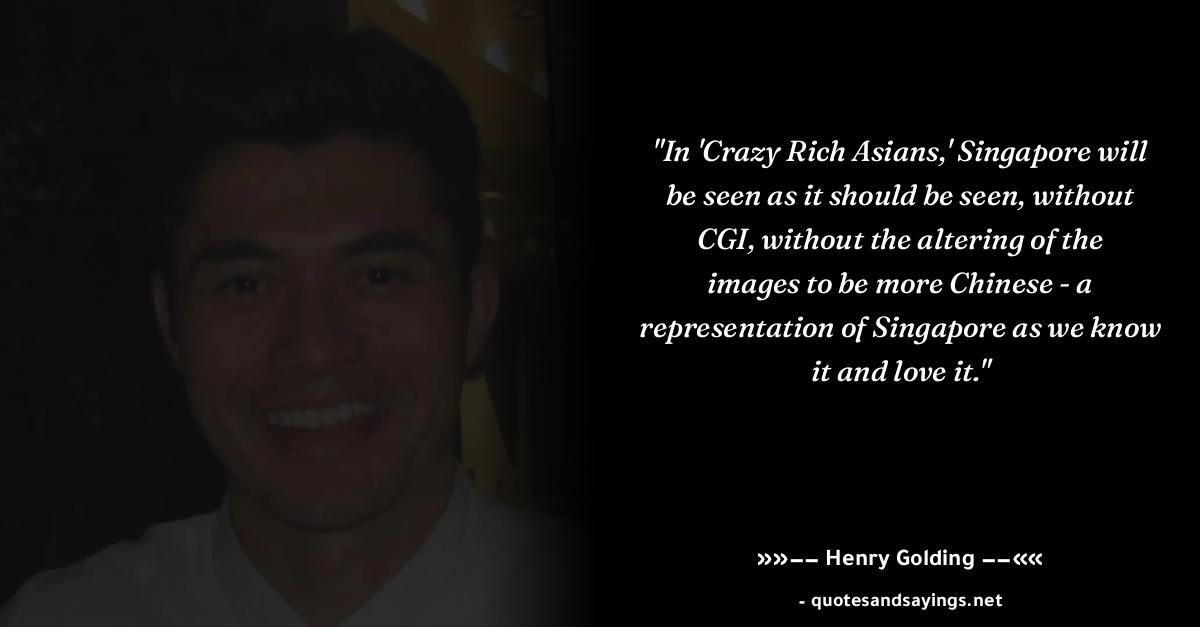 "In 'Crazy Rich Asians,' Singapore will
be seen as it should be seen, without
CGI, without the altering of the
images to be more Chinese - a
representation of Singapore as we know
it and love it."
»»−− Henry Golding −−««
- quotesandsayings.net